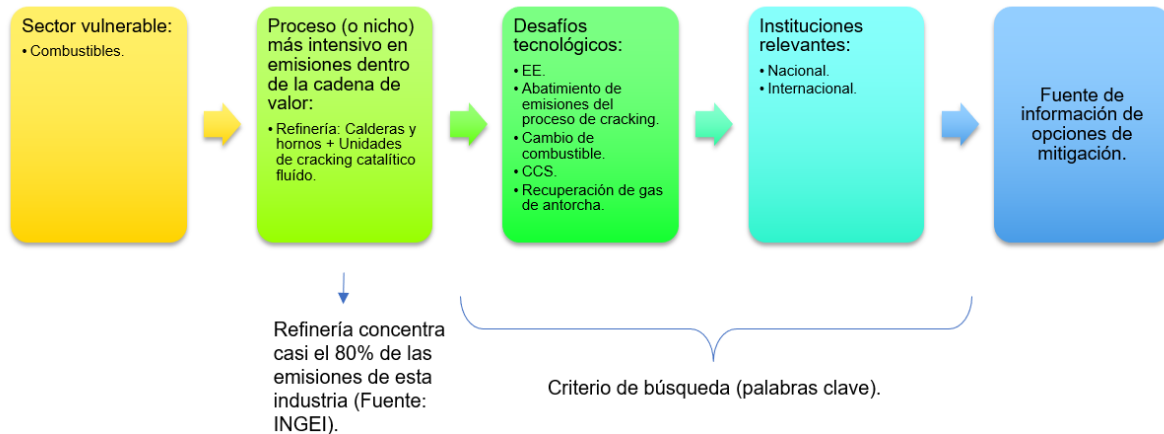 Sector vulnerable:
• Combustibles.
Proceso (o nicho)
más intensivo en
emisiones dentro
de la cadena de
valor:
• Refinería: Calderas y
hornos + Unidades
de cracking catalítico
fluído.
Desafíos
tecnológicos:
• EE.
• Abatimiento de
emisiones del
proceso de cracking.
• Cambio de
combustible.
• CCS.
• Recuperación de gas
de antorcha.
Instituciones
relevantes:
• Nacional.
• Internacional.
Fuente de
información de
opciones de
mitigación.
Refinería concentra
casi el 80% de las
emisiones de esta
industria (Fuente:
INGEI).
Criterio de búsqueda (palabras clave).